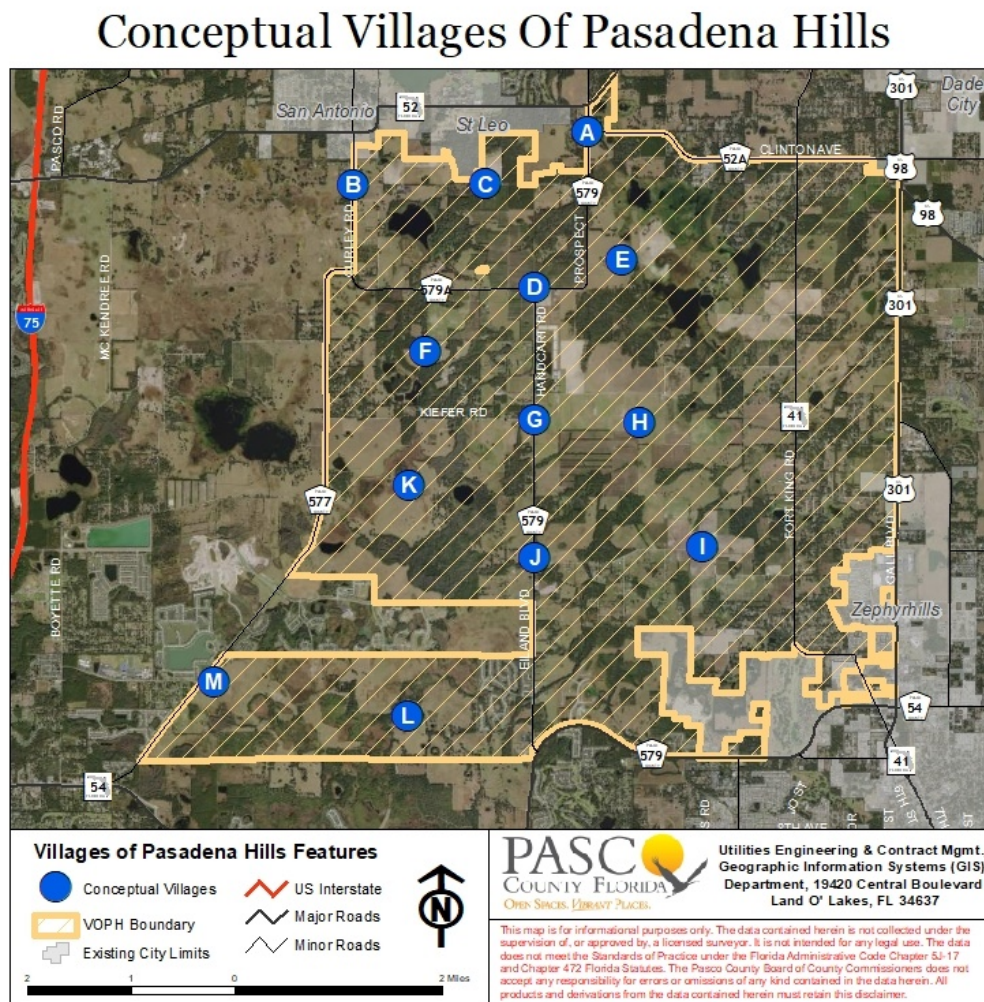 Conceptual Villages Of Pasadena Hills
PASCO RD
San Antonio
52
St Leo
301
Dade
City
A
CLINTON AVE
52A
98
B
C
579
98
CURLEY RD
PROSPECT
E
MC KENDREE RD
579A
D
301
75
F
HANDCART RD
KIEFER RD
G
H
41
K
577
579
301
FORT KING RD
J
I
GALL BLVD
BOYETTE RD
EILAND BLVD
Zephyrhills
M
L
54
579
41
54
S RD
ST
6TH ST
7TH
ST
Villages of Pasadena Hills Features
Conceptual Villages
VOPH Boundary
Existing City Limits
US Interstate
Major Roads
Minor Roads
N
2 1 0 2 Miles
PASCO
COUNTY FLORIDA
OPEN SPACES. VIBRANT PLACES.
Utilities Engineering & Contract Mgmt.
Geographic Information Systems (GIS)
Department, 19420 Central Boulevard
Land O' Lakes, FL 34637
This map is for informational purposes only. The data contained herein is not collected under the
supervision of, or approved by, a licensed surveyor. It is not intended for any legal use. The data
does not meet the Standards of Practice under the Florida Administrative Code Chapter 5J-17
and Chapter 472 Florida Statutes. The Pasco County Board of County Commissioners does not
accept any responsibility for errors or omissions of any kind contained in the data herein. All
products and derivations from the data contained herein must retain this disclaimer.